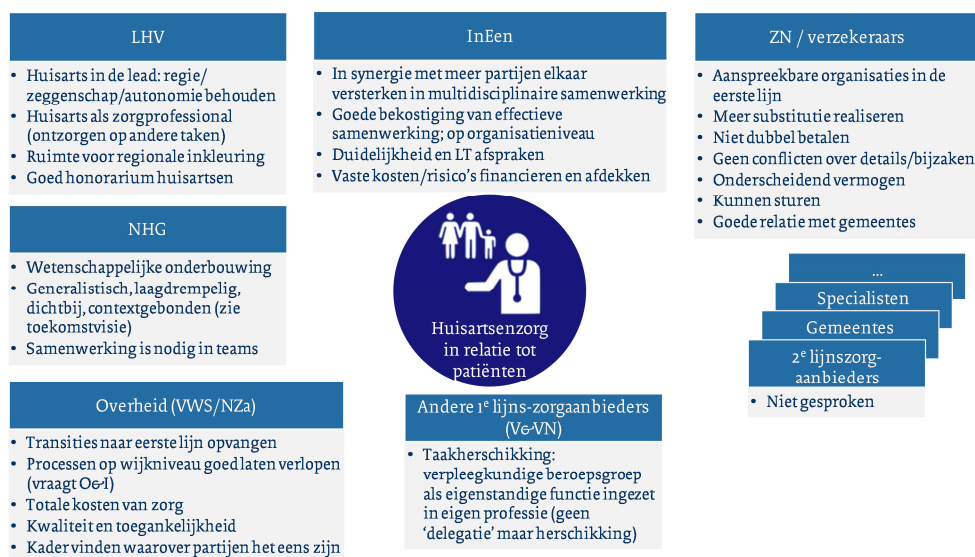 LHV
• Huisarts in de lead: regie/
zeggenschap/autonomie behouden
• Huisarts als zorgprofessional
(ontzorgen op andere taken)
• Ruimte voor regionale inkleuring
• Goed honorarium huisartsen
InEen
• In synergie met meer partijen elkaar
versterken in multidisciplinaire samenwerking
• Goede bekostiging van effectieve
samenwerking; op organisatieniveau
• Duidelijkheid en LT afspraken
• Vaste kosten/risico’s financieren en afdekken
ZN / verzekeraars
• Aanspreekbare organisaties in de
eerste lijn
• Meer substitutie realiseren
• Niet dubbel betalen
• Geen conflicten over details/bijzaken
• Onderscheidend vermogen
• Kunnen sturen
• Goede relatie met gemeentes
NHG
• Wetenschappelijke onderbouwing
• Generalistisch, laagdrempelig,
dichtbij, contextgebonden (zie
toekomstvisie)
• Samenwerking is nodig in teams
Huisartsenzorg
in relatie tot
patiënten
...
Specialisten
Gemeentes
2e lijnszorg-
aanbieders
• Niet gesproken
Overheid (VWS/NZa)
• Transities naar eerste lijn opvangen
• Processen op wijkniveau goed laten verlopen
(vraagt O&I)
• Totale kosten van zorg
• Kwaliteit en toegankelijkheid
• Kader vinden waarover partijen het eens zijn
Andere 1e lijns-zorgaanbieders
(V&VN)
• Taakherschikking:
verpleegkundige beroepsgroep
als eigenstandige functie ingezet
in eigen professie (geen
‘delegatie’ maar herschikking)